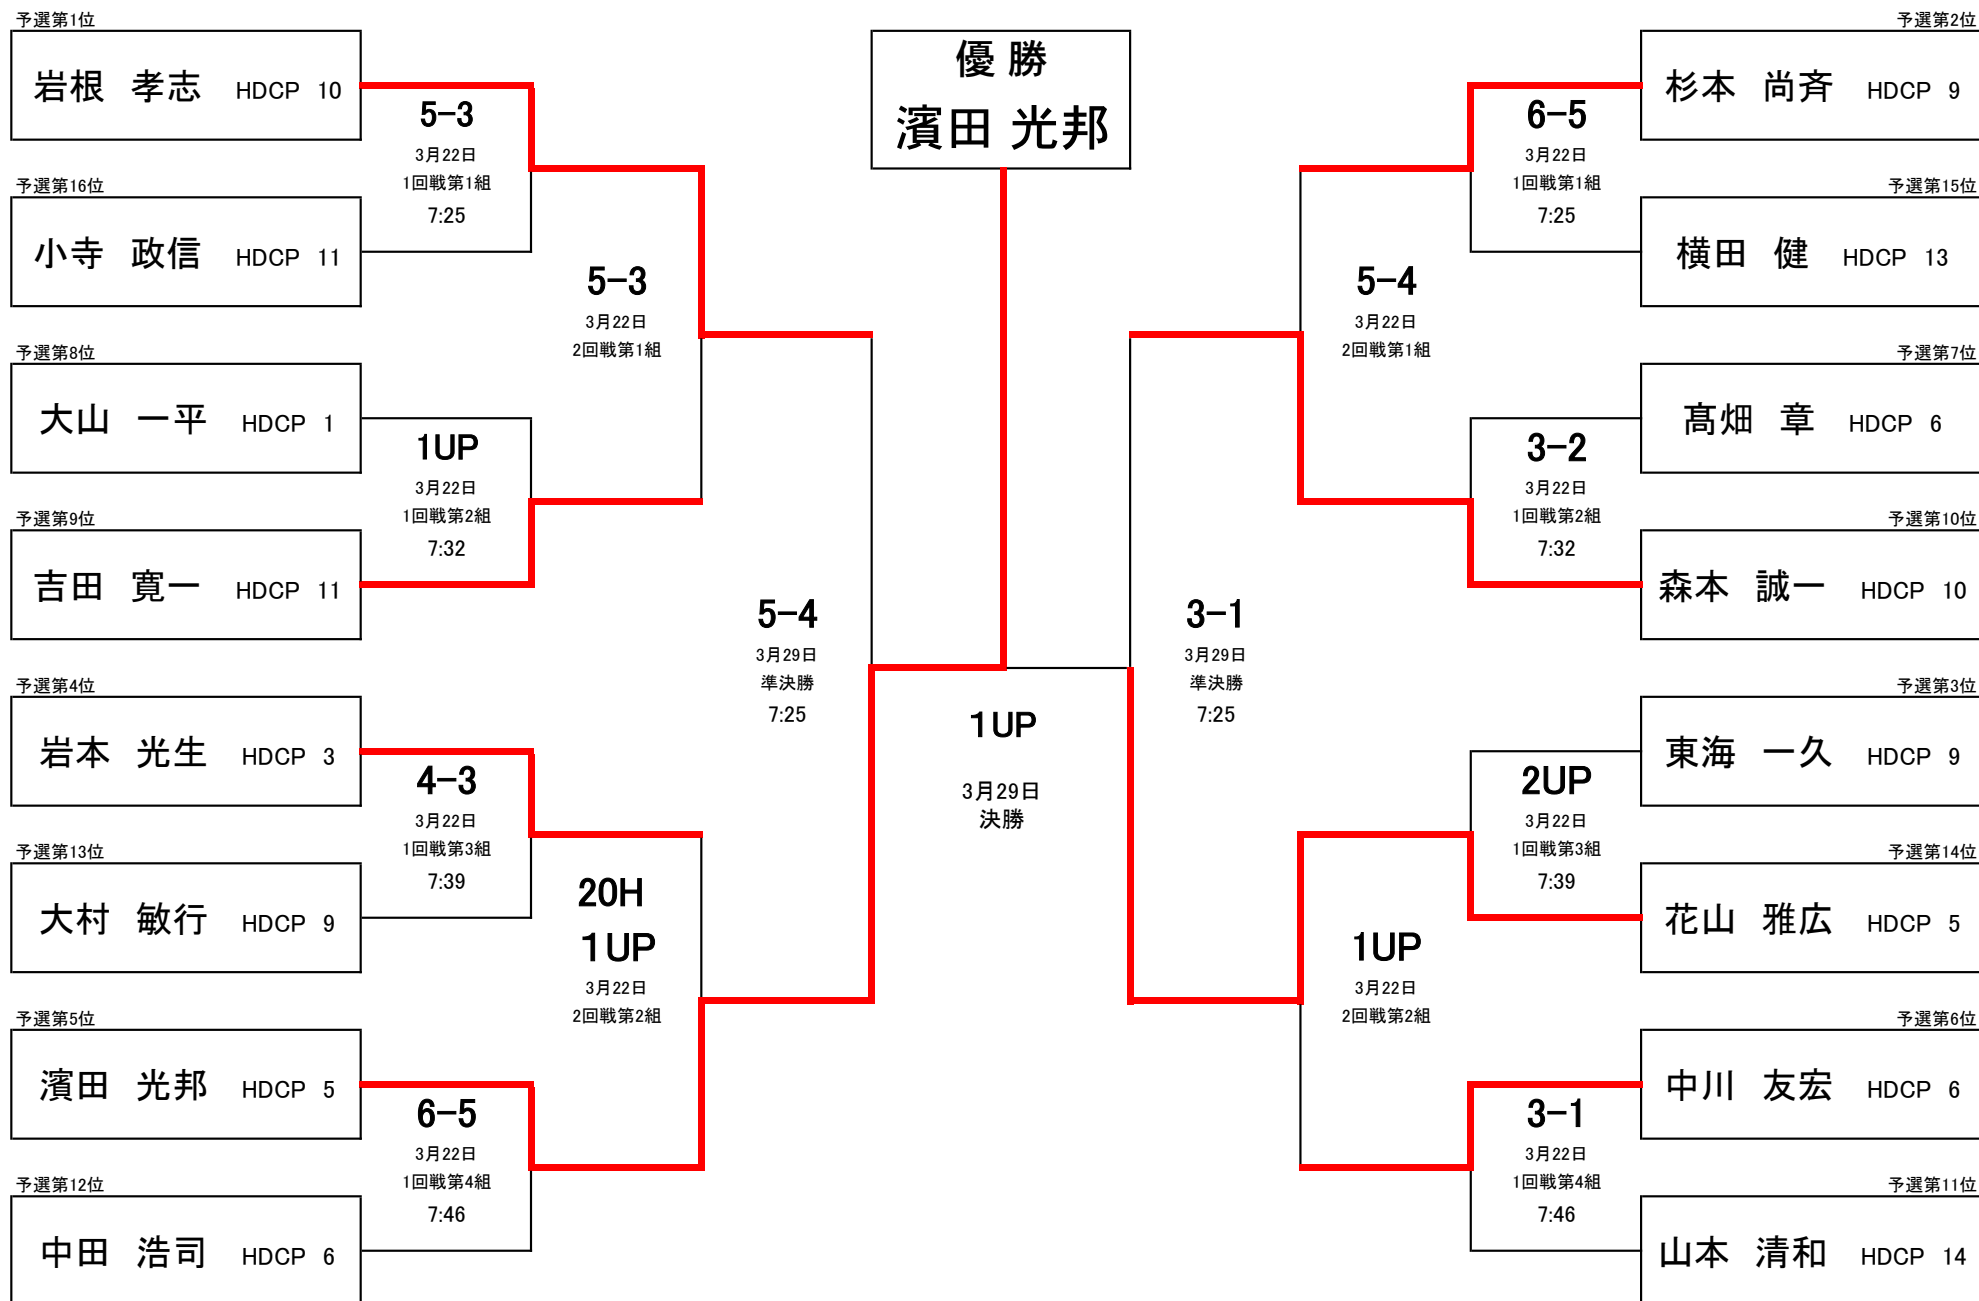 予選第1位
岩根 孝志 HDCP 10
予選第16位
小寺 政信 HDCP 11
5-3
3月22日
1回戦第1組
7:25
予選第8位
大山 一平 HDCP 1
予選第9位
吉田 寛一 HDCP 11
1UP
3月22日
1回戦第2組
7:32
5-3
3月22日
2回戦第1組
予選第4位
岩本 光生 HDCP 3
予選第13位
大村 敏行 HDCP 9
4-3
3月22日
1回戦第3組
7:39
予選第5位
濱田 光邦 HDCP 5
予選第12位
中田 浩司 HDCP 6
6-5
3月22日
1回戦第4組
7:46
20H
1UP
3月22日
2回戦第2組
5-4
3月29日
準決勝
7:25
優勝
濱田 光邦
1UP
3月29日
決勝
3-1
3月29日
準決勝
7:25
5-4
3月22日
2回戦第1組
1UP
3月22日
2回戦第2組
予選第2位
杉本 尚斉 HDCP 9
予選第15位
横田 健 HDCP 13
6-5
3月22日
1回戦第1組
7:25
予選第7位
髙畑 章 HDCP 6
予選第10位
森本 誠一 HDCP 10
3-2
3月22日
1回戦第2組
7:32
予選第3位
東海 一久 HDCP 9
予選第14位
花山 雅広 HDCP 5
2UP
3月22日
1回戦第3組
7:39
予選第6位
中川 友宏 HDCP 6
予選第11位
山本 清和 HDCP 14
3-1
3月22日
1回戦第4組
7:46